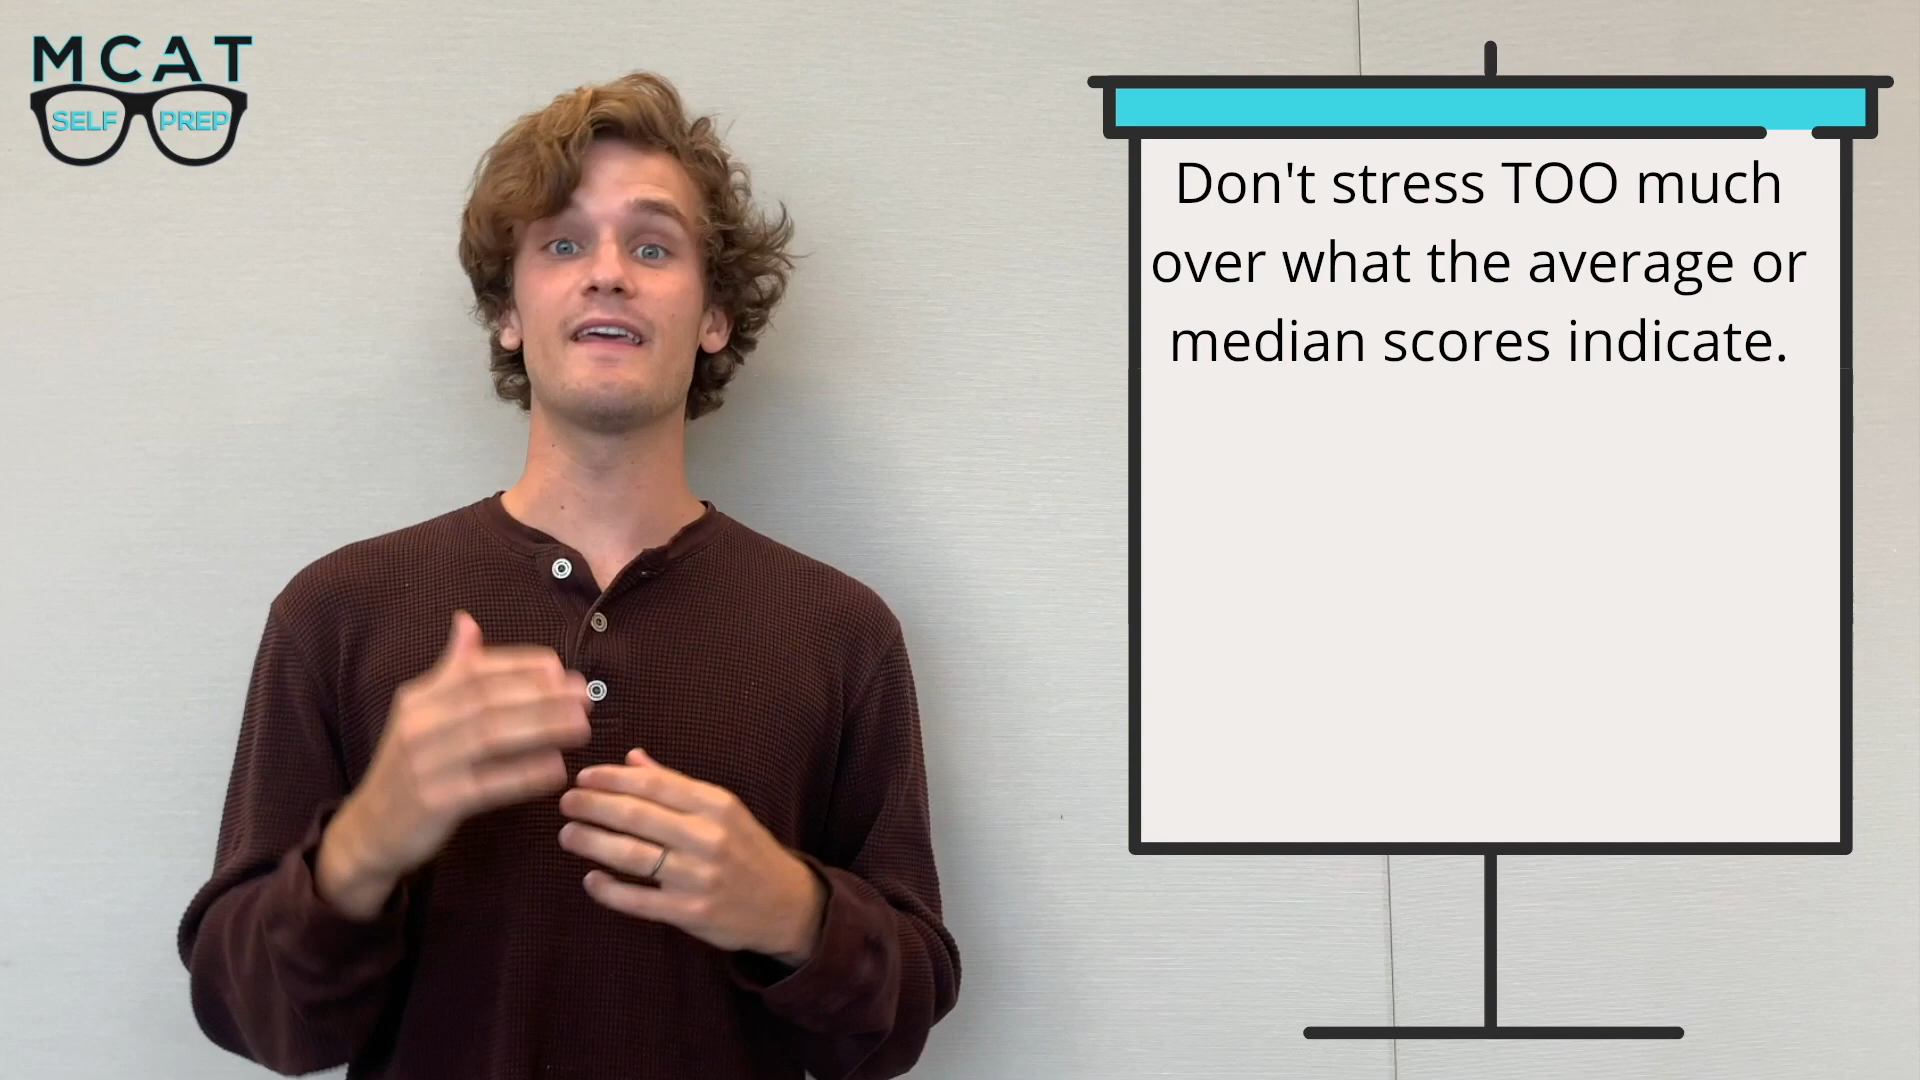 MCAT
SELF PREP
Don't stress TOO much
over what the average or
median scores indicate.